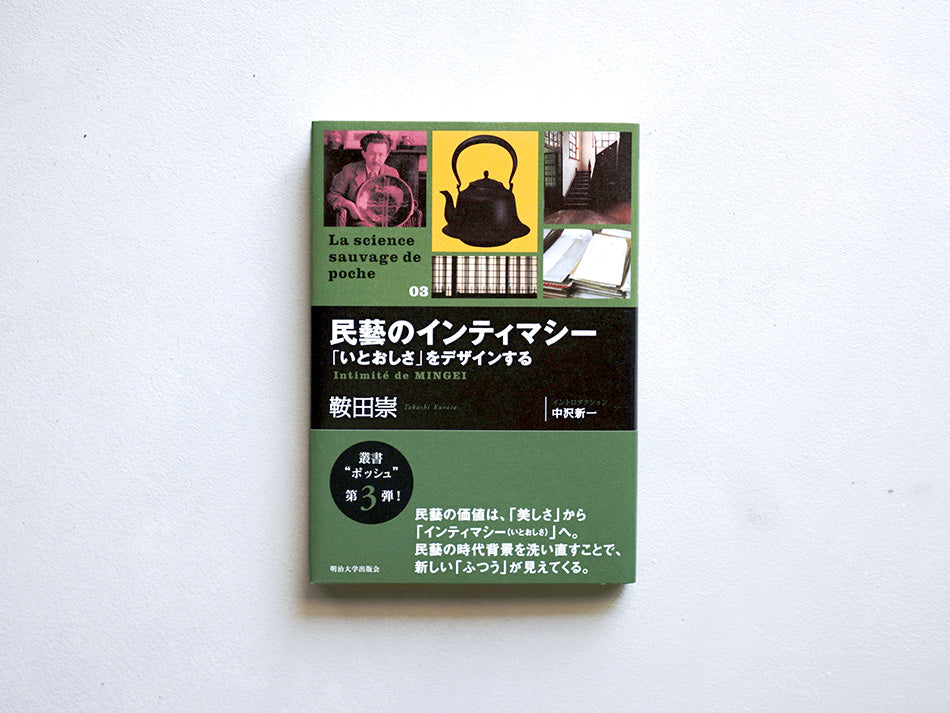 La science
sauvage de
poche
03
民藝のインティマシー
「いとおしさ」をデザインする
Intimité de MINGEI
鞍田崇
Takashi Kurata
イントロダクション
中沢新一
叢書
“ポッシュ”
第3弾！
民藝の価値は、「美しさ」から
「インティマシー（いとおしさ）」へ。
民藝の時代背景を洗い直すことで、
新しい「ふつう」が見えてくる。
明治大学出版会